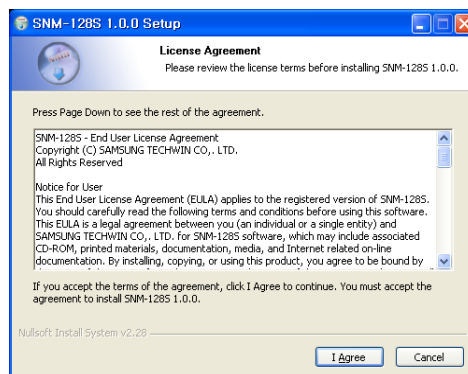 SNM-128S 1.0.0 Setup
License Agreement
Please review the license terms before installing SNM-128S 1.0.0.
Press Page Down to see the rest of the agreement.
SNM-128S - End User License Agreement
Copyright (C) SAMSUNG TECHWIN CO,. LTD.
All Rights Reserved
Notice for User
This End User License Agreement (EULA) applies to the registered version of SNM-128S.
You should carefully read the following terms and conditions before using this software.
This EULA is a legal agreement between you (an individual or a single entity) and
SAMSUNG TECHWIN CO,. LTD. for SNM-128S software, which may include associated
CD-ROM, printed materials, documentation, media, and Internet related on-line
documentation. By installing, copying, or using this product, you agree to be bound by
If you accept the terms of the agreement, click I Agree to continue. You must accept the
agreement to install SNM-128S 1.0.0.
Nullsoft Install System v2.28
I Agree
Cancel